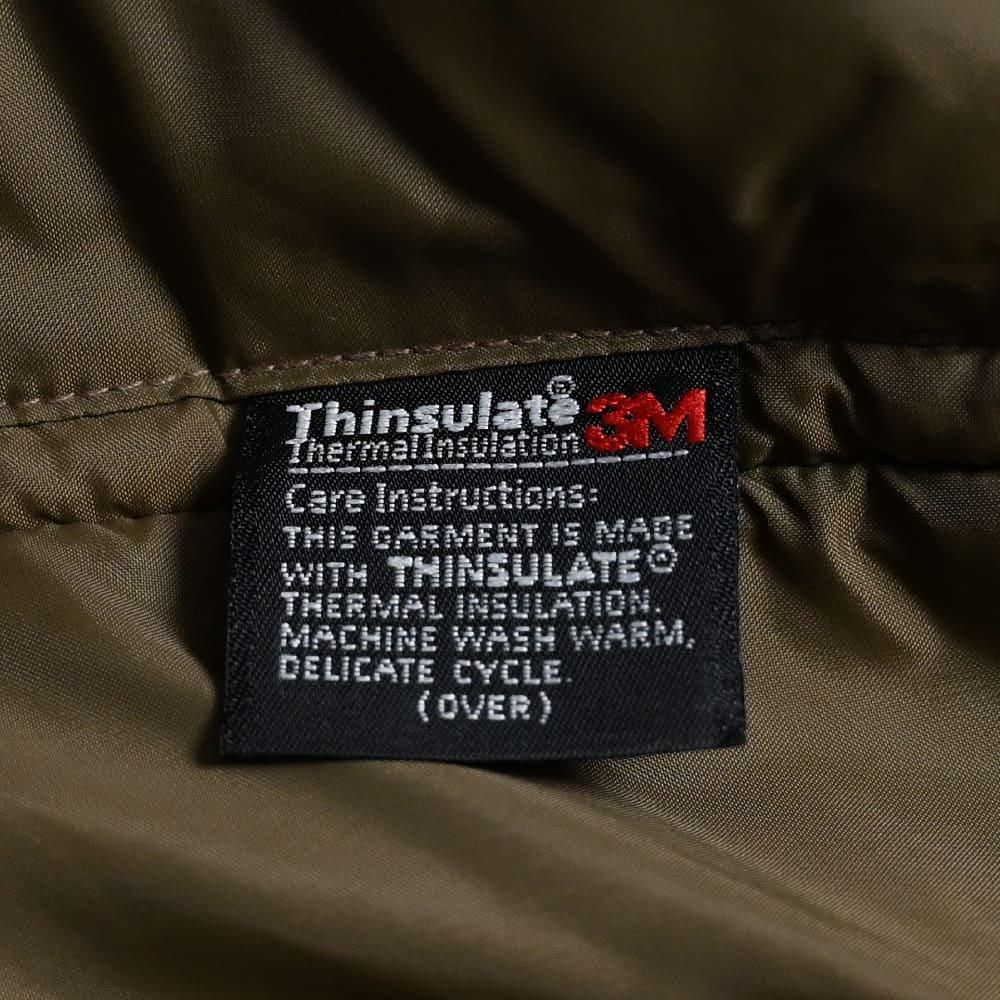 Thinsulate® 3M
Thermal Insulation
Care Instructions:
THIS GARMENT IS MADE
WITH THINSULATE®
THERMAL INSULATION.
MACHINE WASH WARM,
DELICATE CYCLE.
(OVER)